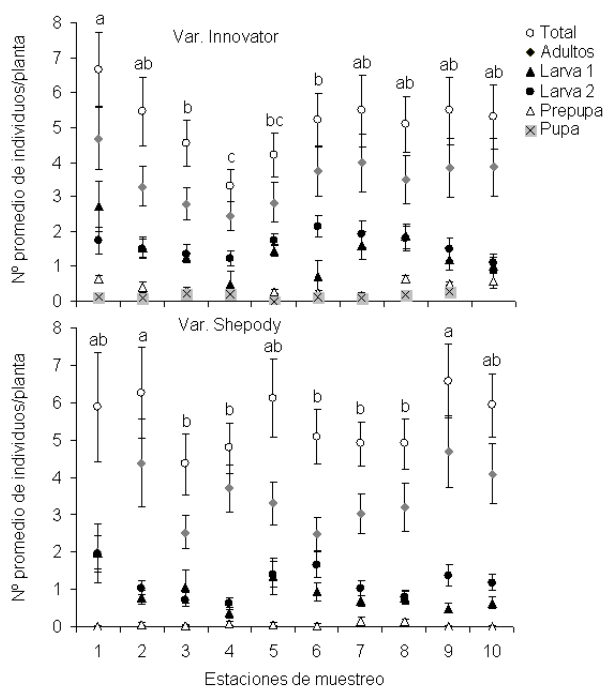 Var. Innovator
Nº promedio de individuos/planta
8
7
6
5
4
3
2
1
0
a ab b c bc b ab ab ab ab
Total
Adultos
Larva 1
Larva 2
Prepupa
Pupa
Var. Shepody
Nº promedio de individuos/planta
8
7
6
5
4
3
2
1
0
ab a b b ab b b b a ab
1 2 3 4 5 6 7 8 9 10
Estaciones de muestreo